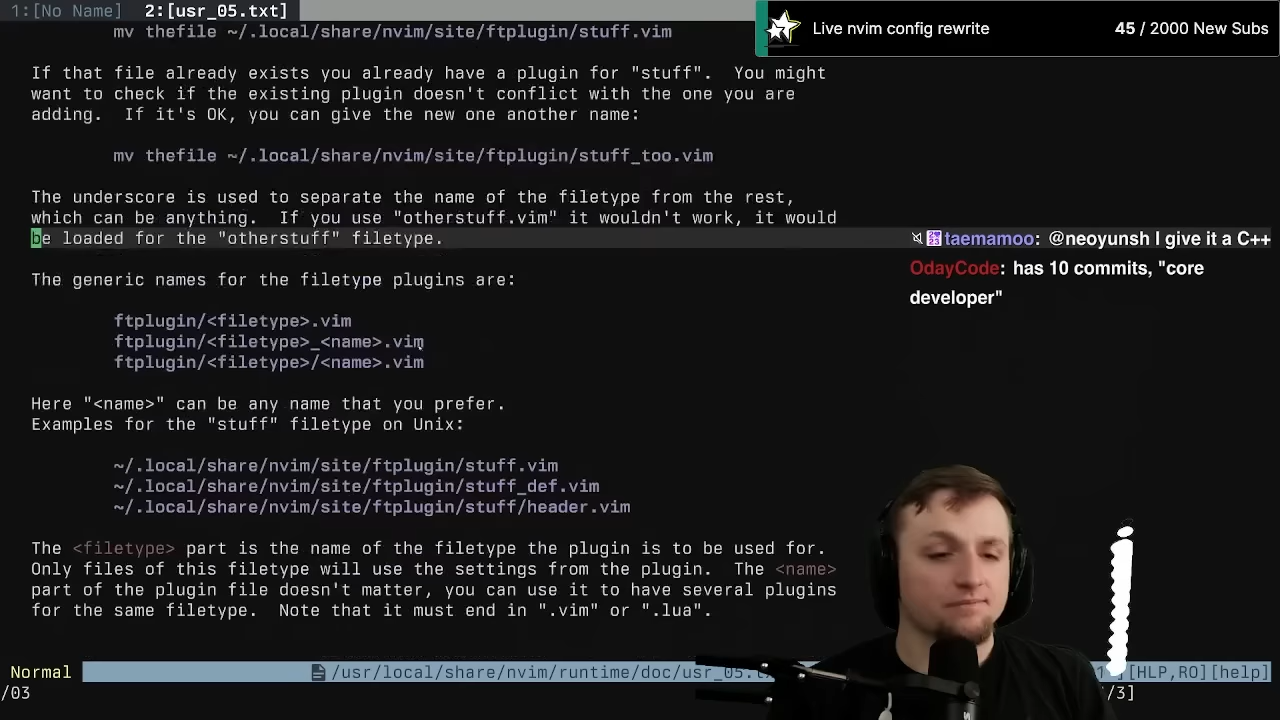 1:[No Name]  2:[usr_05.txt]
mv thefile ~/.local/share/nvim/site/ftplugin/stuff.vim
Live nvim config rewrite
45 / 2000 New Subs
If that file already exists you already have a plugin for "stuff".  You might
want to check if the existing plugin doesn't conflict with the one you are
adding.  If it's OK, you can give the new one another name:
mv thefile ~/.local/share/nvim/site/ftplugin/stuff_too.vim
The underscore is used to separate the name of the filetype from the rest,
which can be anything.  If you use "otherstuff.vim" it wouldn't work, it would
be loaded for the "otherstuff" filetype.
taemamoo: @neoyunsh I give it a C++
OdayCode: has 10 commits, "core
developer"
The generic names for the filetype plugins are:
ftplugin/<filetype>.vim
ftplugin/<filetype>_<name>.vim
ftplugin/<filetype>/<name>.vim
Here "<name>" can be any name that you prefer.
Examples for the "stuff" filetype on Unix:
~/.local/share/nvim/site/ftplugin/stuff.vim
~/.local/share/nvim/site/ftplugin/stuff_def.vim
~/.local/share/nvim/site/ftplugin/stuff/header.vim
The <filetype> part is the name of the filetype the plugin is to be used for.
Only files of this filetype will use the settings from the plugin.  The <name>
part of the plugin file doesn't matter, you can use it to have several plugins
for the same filetype.  Note that it must end in ".vim" or ".lua".
Normal
/usr/local/share/nvim/runtime/doc/usr_05.t
[HLP,RO][help]
/03
/3]